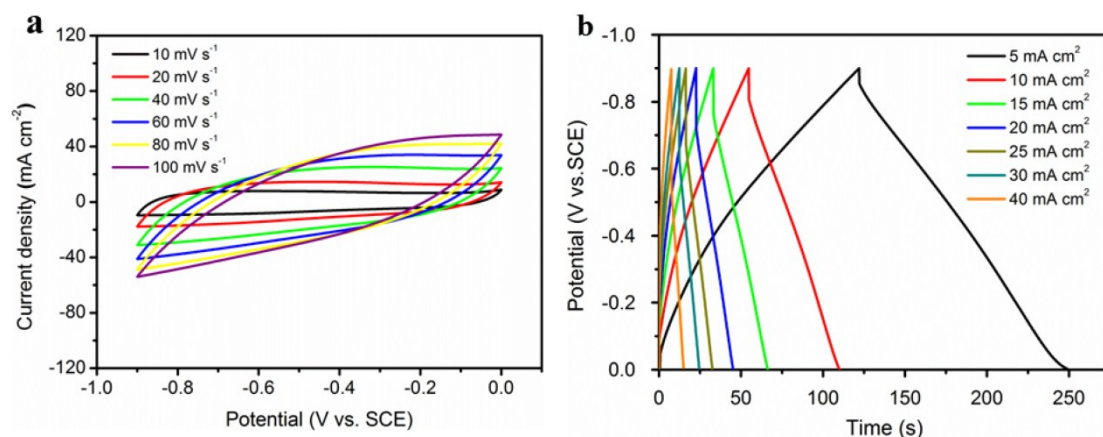 a
120
80
40
0
-40
-80
-120
Current density (mA cm⁻²)
10 mV s⁻¹
20 mV s⁻¹
40 mV s⁻¹
60 mV s⁻¹
80 mV s⁻¹
100 mV s⁻¹
-1.0 -0.8 -0.6 -0.4 -0.2 0.0
Potential (V vs. SCE)
b
-1.0
-0.8
-0.6
-0.4
-0.2
0.0
Potential (V vs.SCE)
5 mA cm²
10 mA cm²
15 mA cm²
20 mA cm²
25 mA cm²
30 mA cm²
40 mA cm²
0 50 100 150 200 250
Time (s)